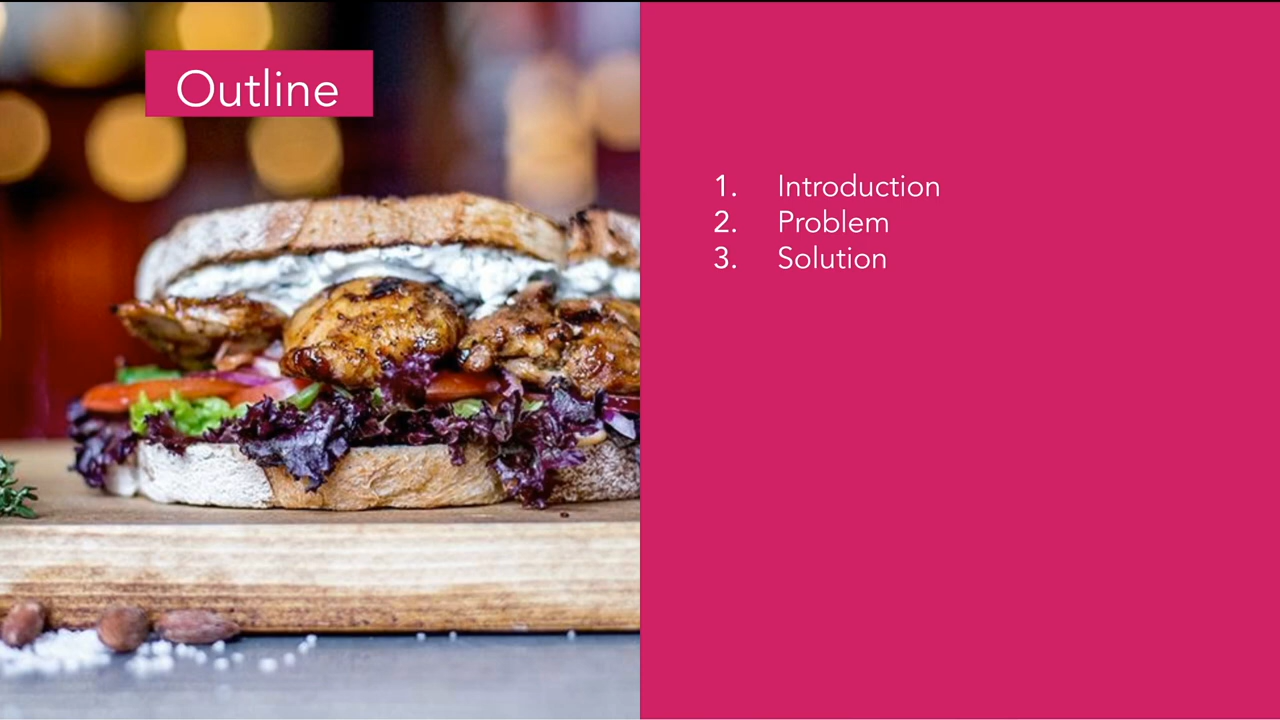 Outline
1. Introduction
2. Problem
3. Solution